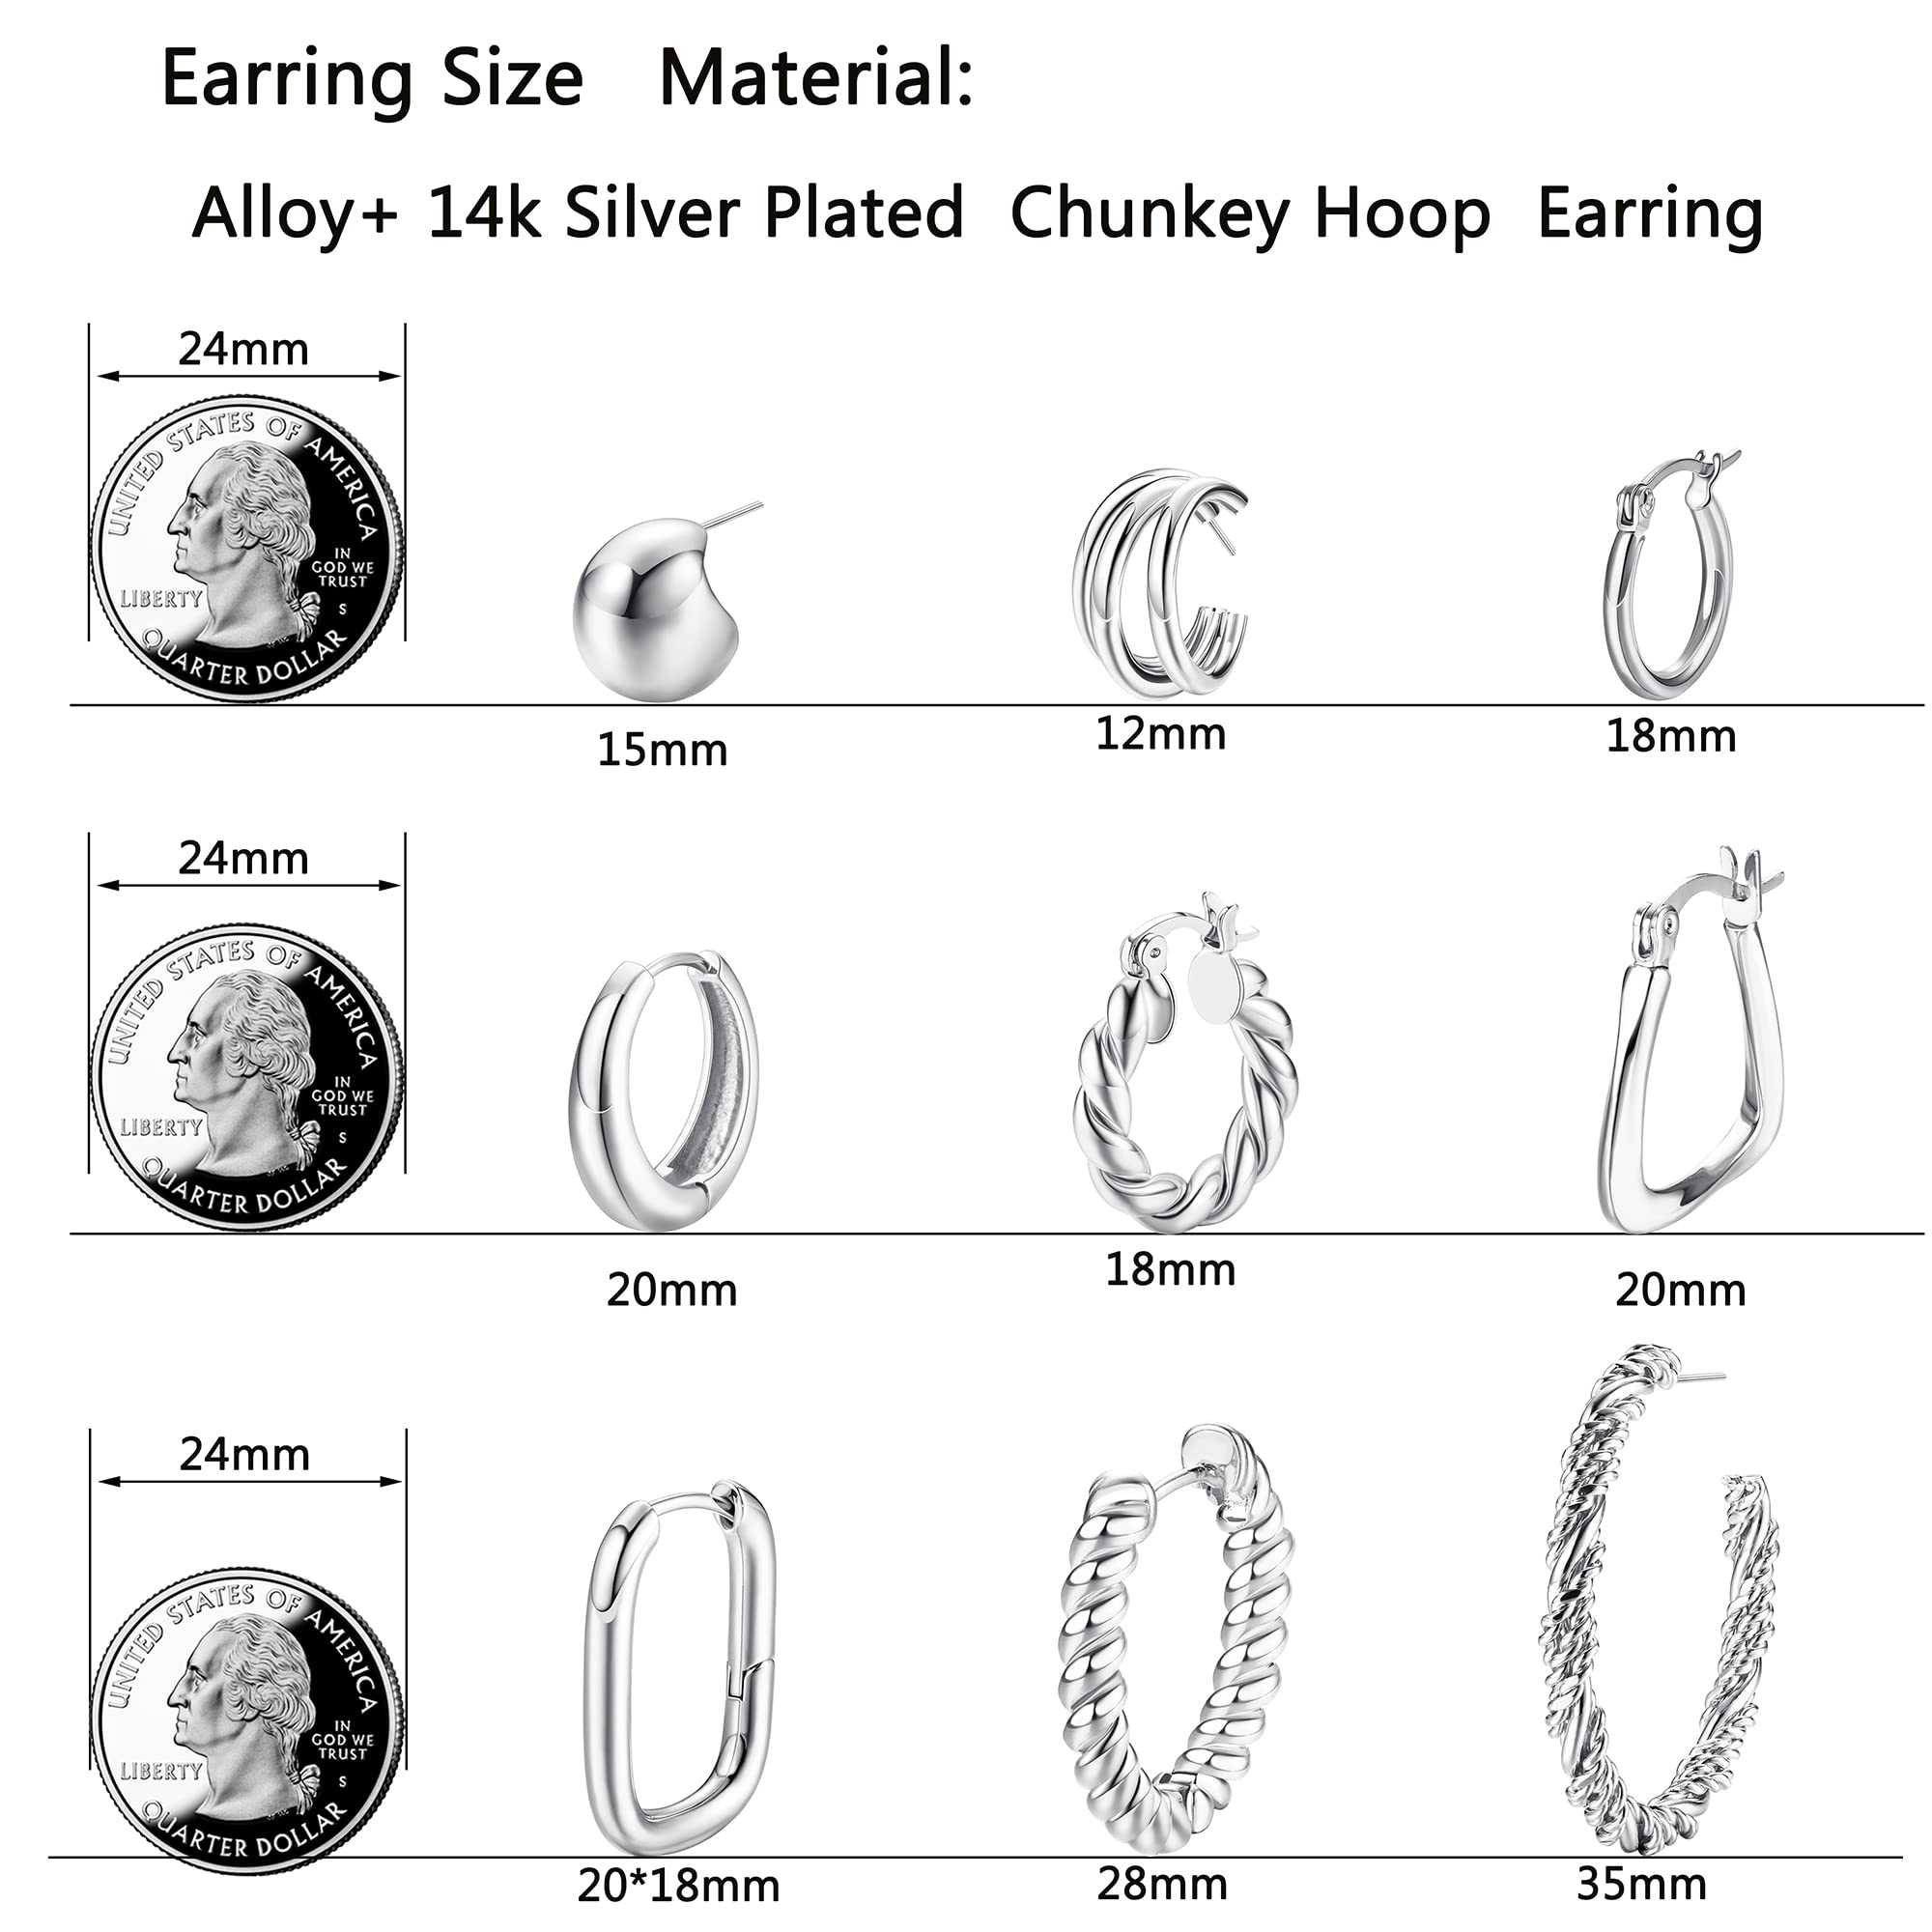 Earring Size Material:
Alloy+ 14k Silver Plated Chunkey Hoop Earring
24mm
UNITED STATES OF AMERICA
IN
GOD WE
TRUST
LIBERTY
S
QUARTER DOLLAR
15mm
12mm
18mm
24mm
UNITED STATES OF AMERICA
IN
GOD WE
TRUST
LIBERTY
S
QUARTER DOLLAR
20mm
18mm
20mm
24mm
UNITED STATES OF AMERICA
IN
GOD WE
TRUST
LIBERTY
S
QUARTER DOLLAR
20*18mm
28mm
35mm